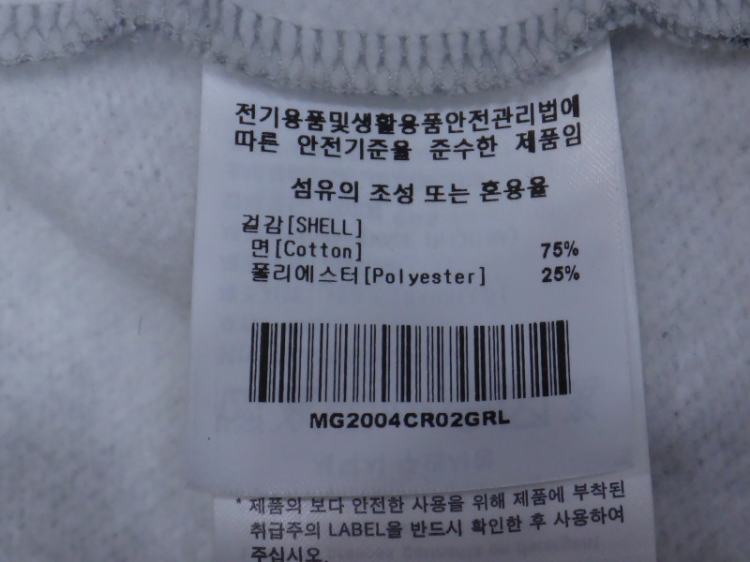 전기용품및생활용품안전관리법에
따른 안전기준을 준수한 제품임
섬유의 조성 또는 혼용율
겉감[SHELL]
면[Cotton] 75%
폴리에스터[Polyester] 25%
MG2004CR02GRL
* 제품의 보다 안전한 사용을 위해 제품에 부착된
취급주의 LABEL을 반드시 확인한 후 사용하여
주십시오.